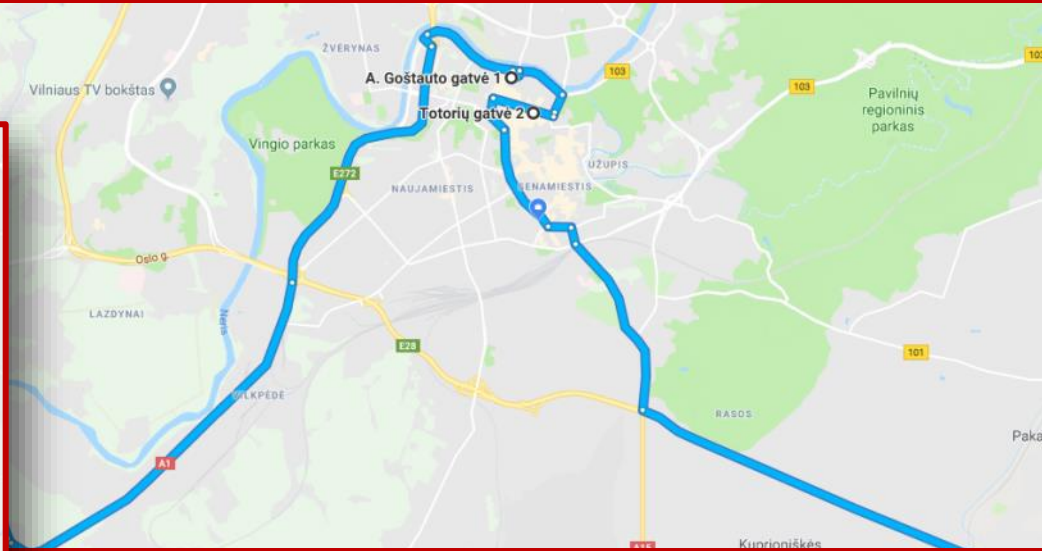 ŽVĖRYNAS
A. Goštauto gatvė 1
103
103
103
Vilniaus TV bokštas
Totorių gatvė 2
Pavilnių
regioninis
parkas
Vingio parkas
UŽUPIS
E272
NAUJAMIESTIS
SENAMIESTIS
Oslo g.
LAZDYNAI
Neris
E28
101
VILKPĖDĖ
RASOS
Paka
A1
A15
Kuprioniškės